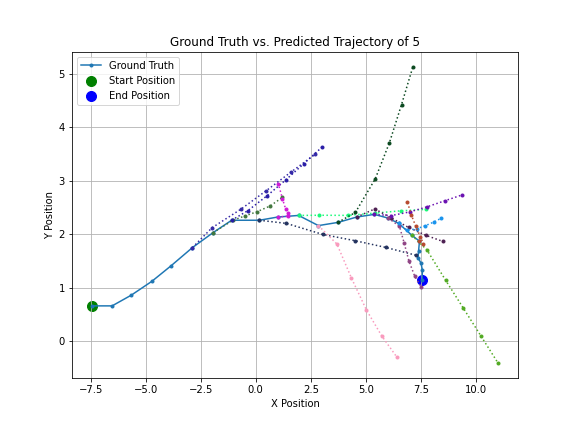 Ground Truth vs. Predicted Trajectory of 5
Ground Truth
Start Position
End Position
Y Position
5
4
3
2
1
0
−7.5 −5.0 −2.5 0.0 2.5 5.0 7.5 10.0
X Position